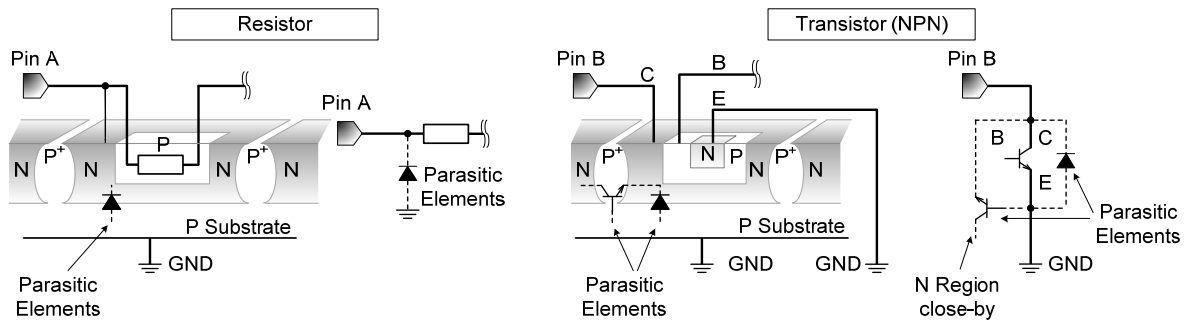 Resistor
Transistor (NPN)
Pin A
Pin B
C
B
E
Pin B
Pin A
N
P+
N
P
P+
N
N
P+
N
N
P
P+
N
B
C
E
Parasitic
Elements
P Substrate
GND
Parasitic
Elements
P Substrate
GND
GND
Parasitic
Elements
Parasitic
Elements
GND
N Region
close-by